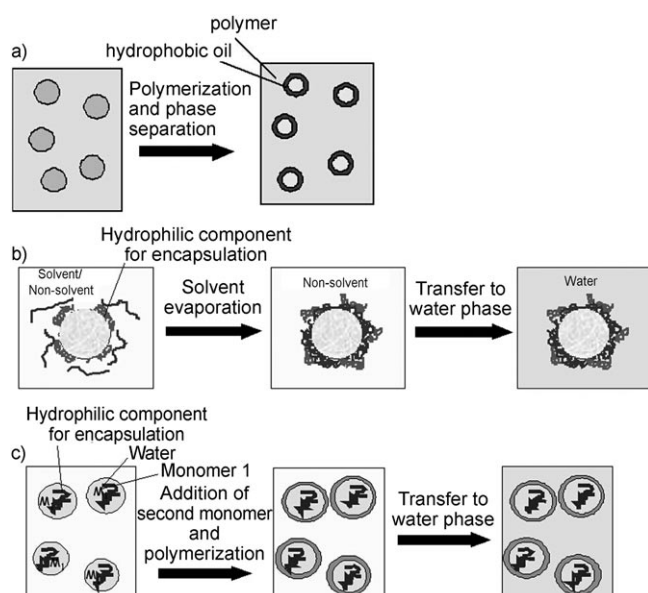 a)
polymer
hydrophobic oil
Polymerization
and phase
separation
b)
Hydrophilic component
for encapsulation
Solvent/
Non-solvent
Solvent
evaporation
Non-solvent
Transfer to
water phase
Water
c)
Hydrophilic component
for encapsulation
Water
Monomer 1
Addition of
second monomer
and
polymerization
Transfer to
water phase